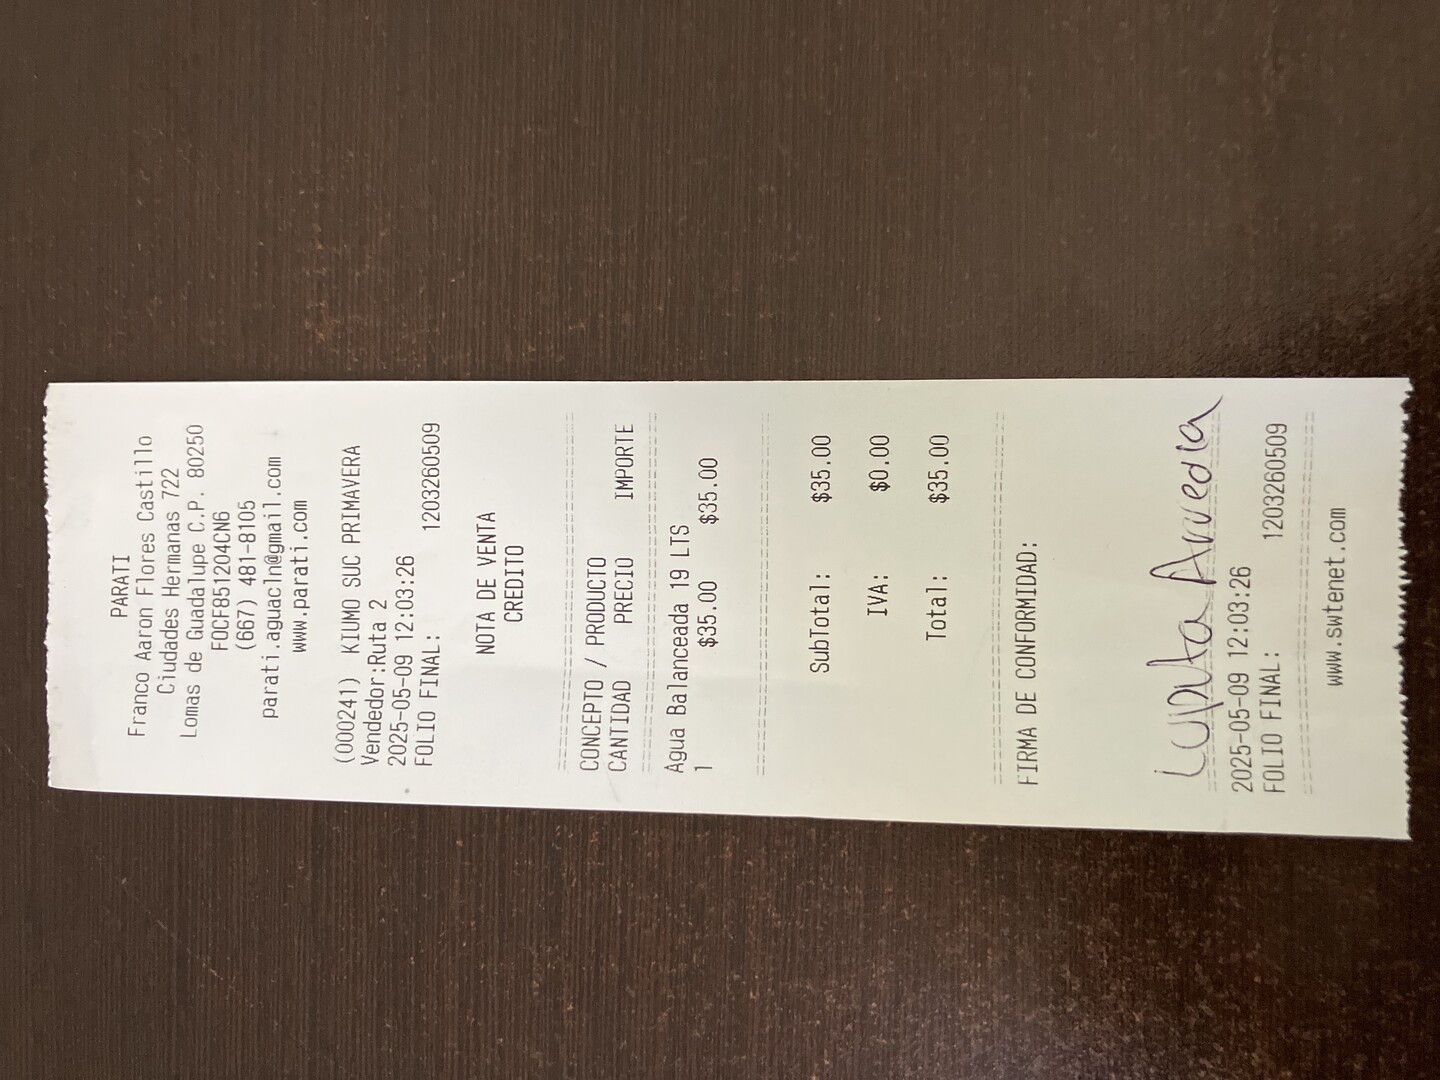 PARATI
Franco Aaron Flores Castillo
Ciudades Hermanas 722
Lomas de Guadalupe C.P. 80250
FOCF851204CN6
(667) 481-8105
parati.aguacln@gmail.com
www.parati.com
(000241) KIUMO SUC PRIMAVERA
Vendedor:Ruta 2
2025-05-09 12:03:26
FOLIO FINAL: 1203260509
NOTA DE VENTA
CREDITO
CONCEPTO / PRODUCTO
CANTIDAD PRECIO IMPORTE
Agua Balanceada 19 LTS
1 $35.00 $35.00
SubTotal: $35.00
IVA: $0.00
Total: $35.00
FIRMA DE CONFORMIDAD:
2025-05-09 12:03:26
FOLIO FINAL: 1203260509
www.swtenet.com